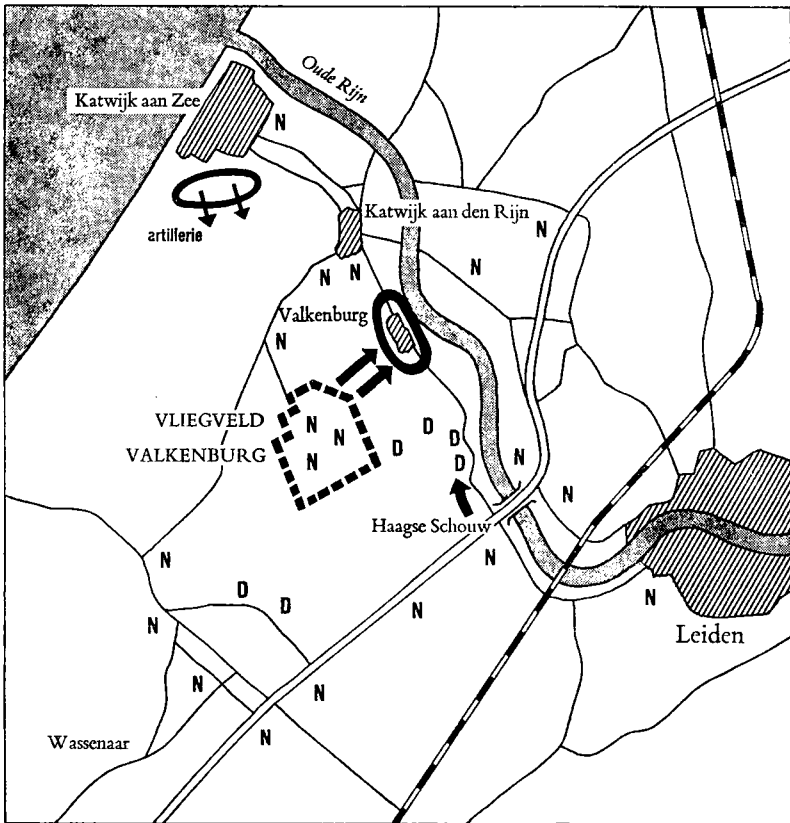 Oude Rijn
Katwijk aan Zee
N
artillerie
Katwijk aan den Rijn
N
N
N N
Valkenburg
N
VLIEGVELD
VALKENBURG
N
N
N
D
D
D
D
N
N
Haagse Schouw
N
N
D
D
N
N
N
Leiden
N
N
N
Wassenaar